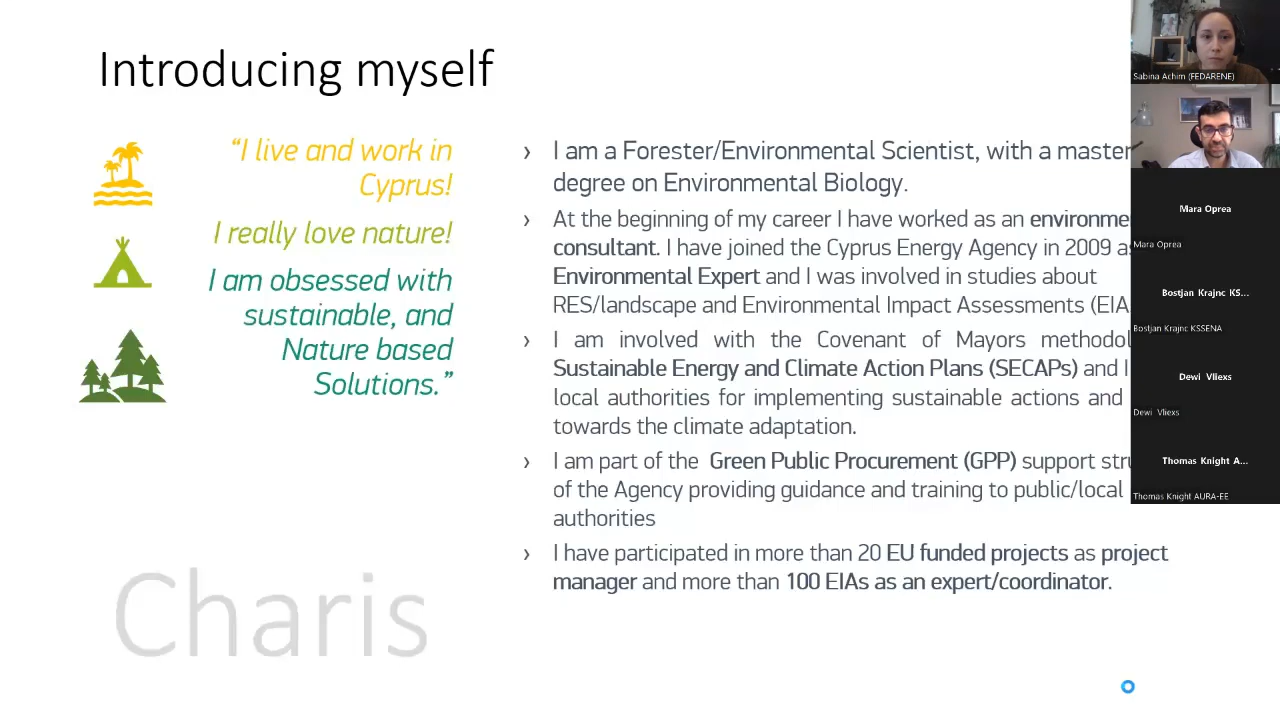 Introducing myself
“I live and work in
Cyprus!
I really love nature!
I am obsessed with
sustainable, and
Nature based
Solutions.”
Charis
› I am a Forester/Environmental Scientist, with a master
degree on Environmental Biology.
› At the beginning of my career I have worked as an
consultant. I have joined the Cyprus Energy Agency in 2009
Environmental Expert and I was involved in studies about
RES/landscape and Environmental Impact Assessments (EIA
› I am involved with the Covenant of Mayors
Sustainable Energy and Climate Action Plans (SECAPs) and I
local authorities for implementing sustainable actions and
towards the climate adaptation.
› I am part of the Green Public Procurement (GPP) support
of the Agency providing guidance and training to public/local
authorities
› I have participated in more than 20 EU funded projects as project
manager and more than 100 EIAs as an expert/coordinator.
Sabina Achim (FEDARENE)
Mara Oprea
Mara Oprea
Bostjan Krajnc KS...
Bostjan Krajnc KSSENA
Dewi Vliexs
Dewi Vliexs
Thomas Knight A...
Thomas Knight AURA-EE